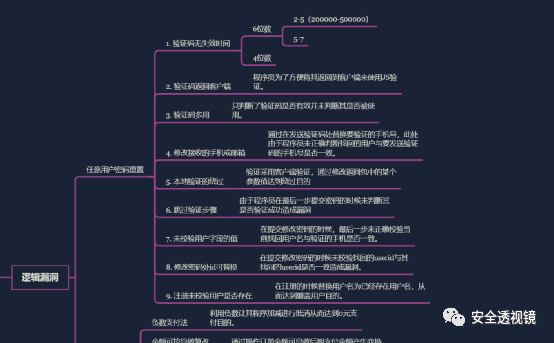 2-5（200000-500000）
6位数
5-7
1. 验证码无生效时间
4位数
2. 验证码返回客户端
程序员为了方便将其返回到客户端来使用JS验
证。
3. 验证码多用
只判断了验证码是否有效并未判断其是否被使
用。
4. 修改接收的手机或邮箱
通过在发送验证码处替换要验证的手机号，此处
由于程序员未正确判断找回的用户与要发送验证
码的手机号是否一致。
任意用户密码重置
5. 本地验证的绕过
验证采用客户端验证，通过修改返回包中的某个
参数值达到绕过目的
6. 跳过验证步骤
由于程序员在最后一步提交密码的时候未判断
是否验证成功造成漏洞
7. 未校验用户字段的值
在提交修改密码的时候，最后一步未正确校验当
前找回用户名与验证的手机是否一致。
8. 修改密码处id可替换
在提交修改密码的时候未校验找回的userid与其
找回的userid是否一致造成漏洞。
逻辑漏洞
9. 注册未校验用户是否存在
在注册的时候替换用户名为已经存在用户名，从
而达到覆盖用户目的。
负数支付法
利用负数让其程序加减进行抵消从而达到0元支
付目的。
安全透视镜